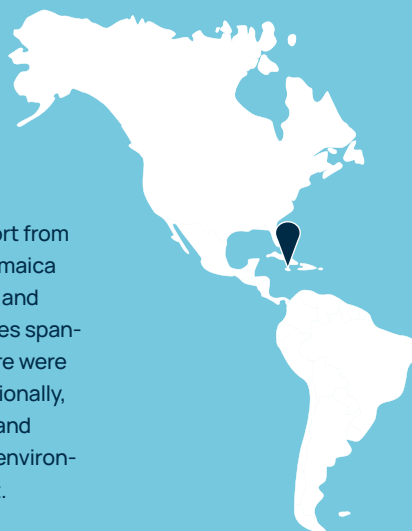 ort from
maica
and
es span-
re were
ionally,
and
environ-
t.